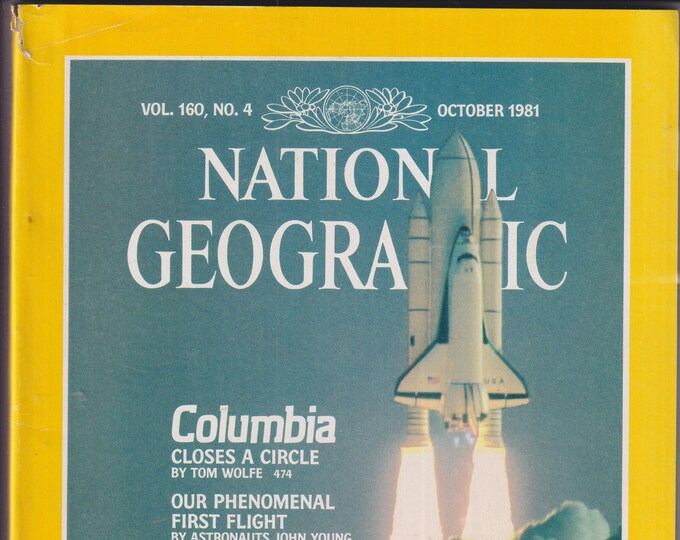 VOL. 160, NO. 4 OCTOBER 1981
NATIONAL
GEOGRAPHIC
USA
Columbia
CLOSES A CIRCLE
BY TOM WOLFE 474
OUR PHENOMENAL
FIRST FLIGHT
BY ASTRONAUTS JOHN YOUNG